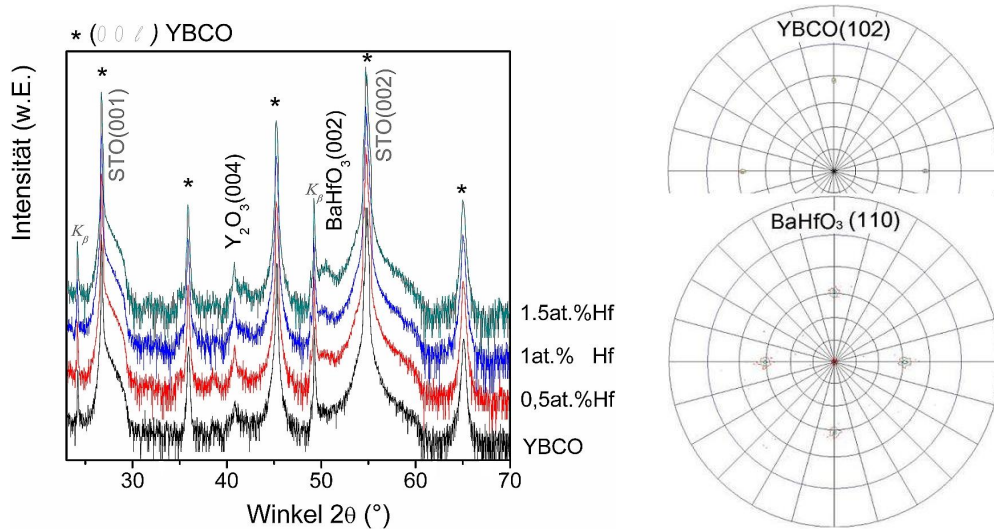 * (0 0 ℓ) YBCO
Intensität (w.E.)
Kβ
*
STO(001)
*
Y2O3(004)
*
Kβ
BaHfO3(002)
*
STO(002)
*
1.5at.%Hf
1at.% Hf
0,5at.%Hf
YBCO
30 40 50 60 70
Winkel 2θ (°)
YBCO(102)
BaHfO3 (110)